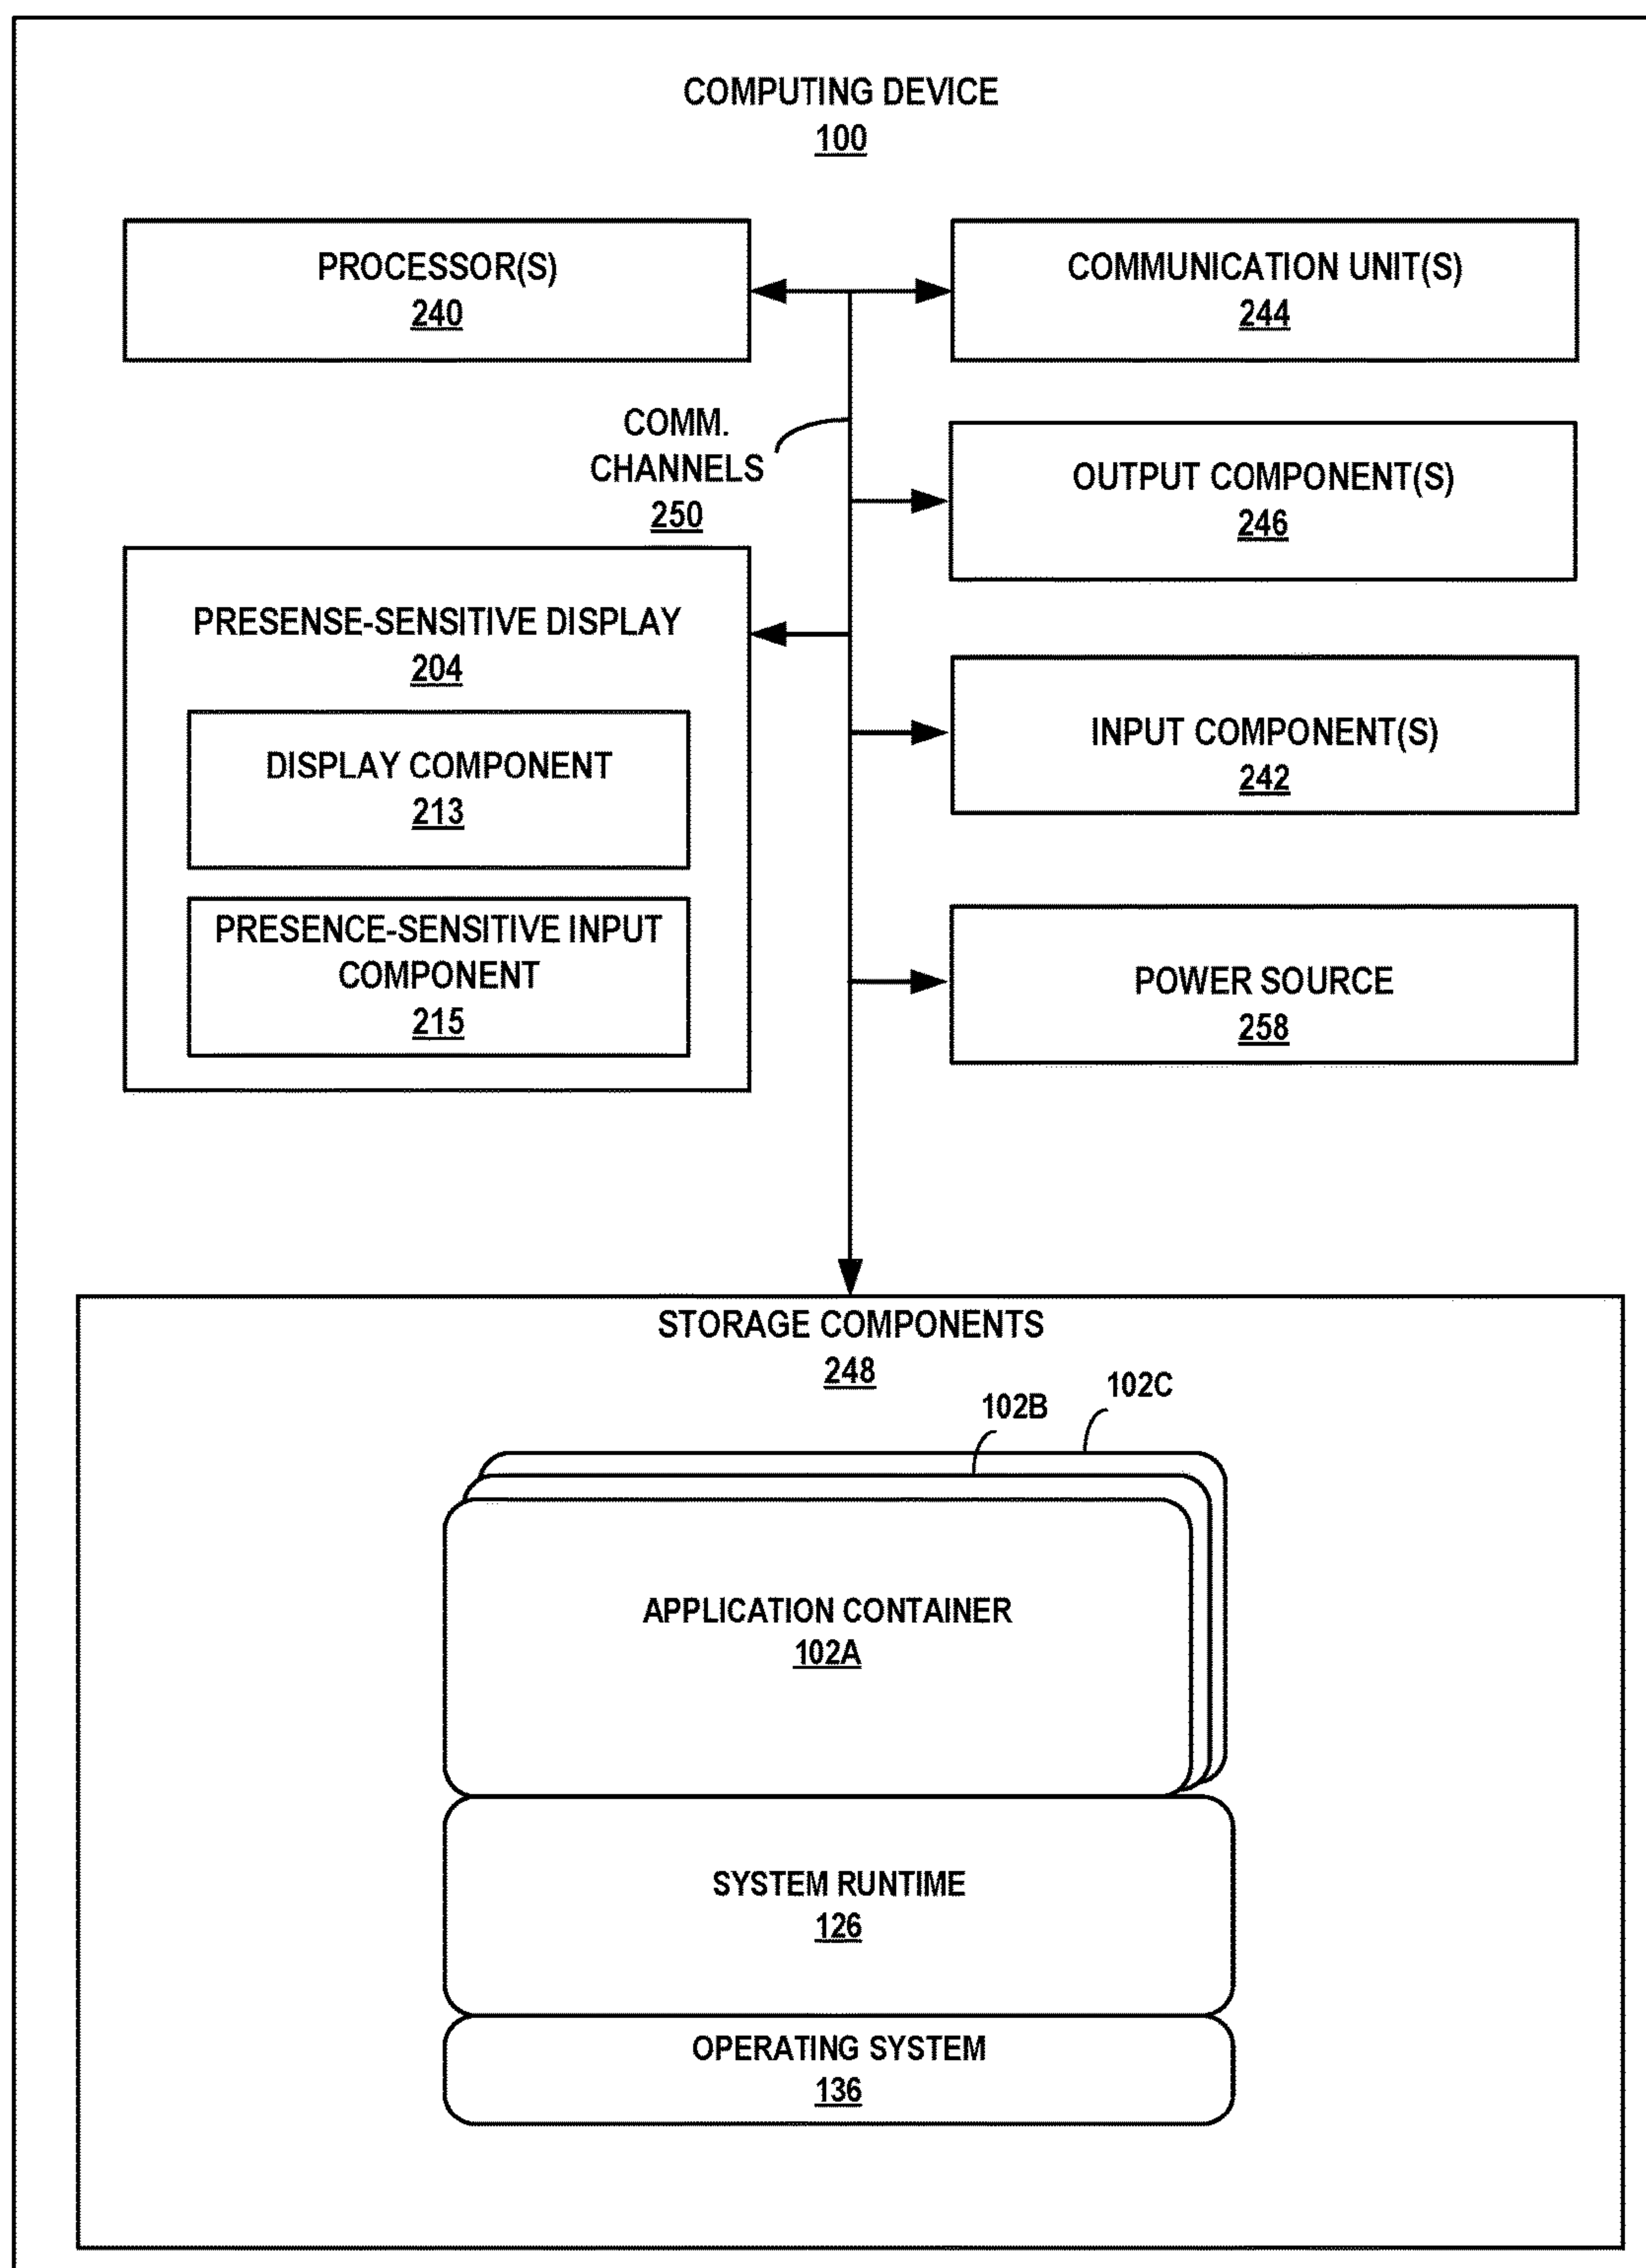 COMPUTING DEVICE
100
PROCESSOR(S)
240
COMMUNICATION UNIT(S)
244
COMM.
CHANNELS
250
OUTPUT COMPONENT(S)
246
PRESENSE-SENSITIVE DISPLAY
204
DISPLAY COMPONENT
213
PRESENCE-SENSITIVE INPUT
COMPONENT
215
INPUT COMPONENT(S)
242
POWER SOURCE
258
STORAGE COMPONENTS
248
102B
102C
APPLICATION CONTAINER
102A
SYSTEM RUNTIME
126
OPERATING SYSTEM
136